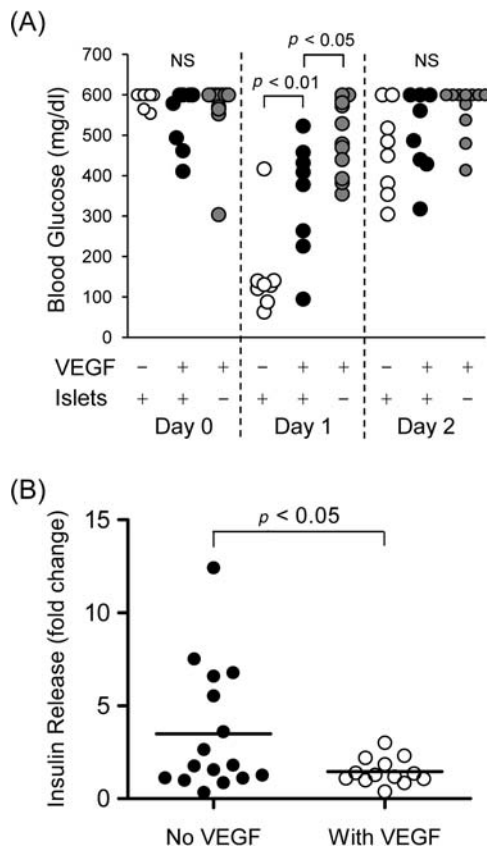 (A)
Blood Glucose (mg/dl)
700
600
500
400
300
200
100
0
NS
p < 0.01
p < 0.05
NS
VEGF − + + − + + − + +
Islets + + − + + − + + −
Day 0 Day 1 Day 2
(B)
Insulin Release (fold change)
15
10
5
0
p < 0.05
No VEGF With VEGF